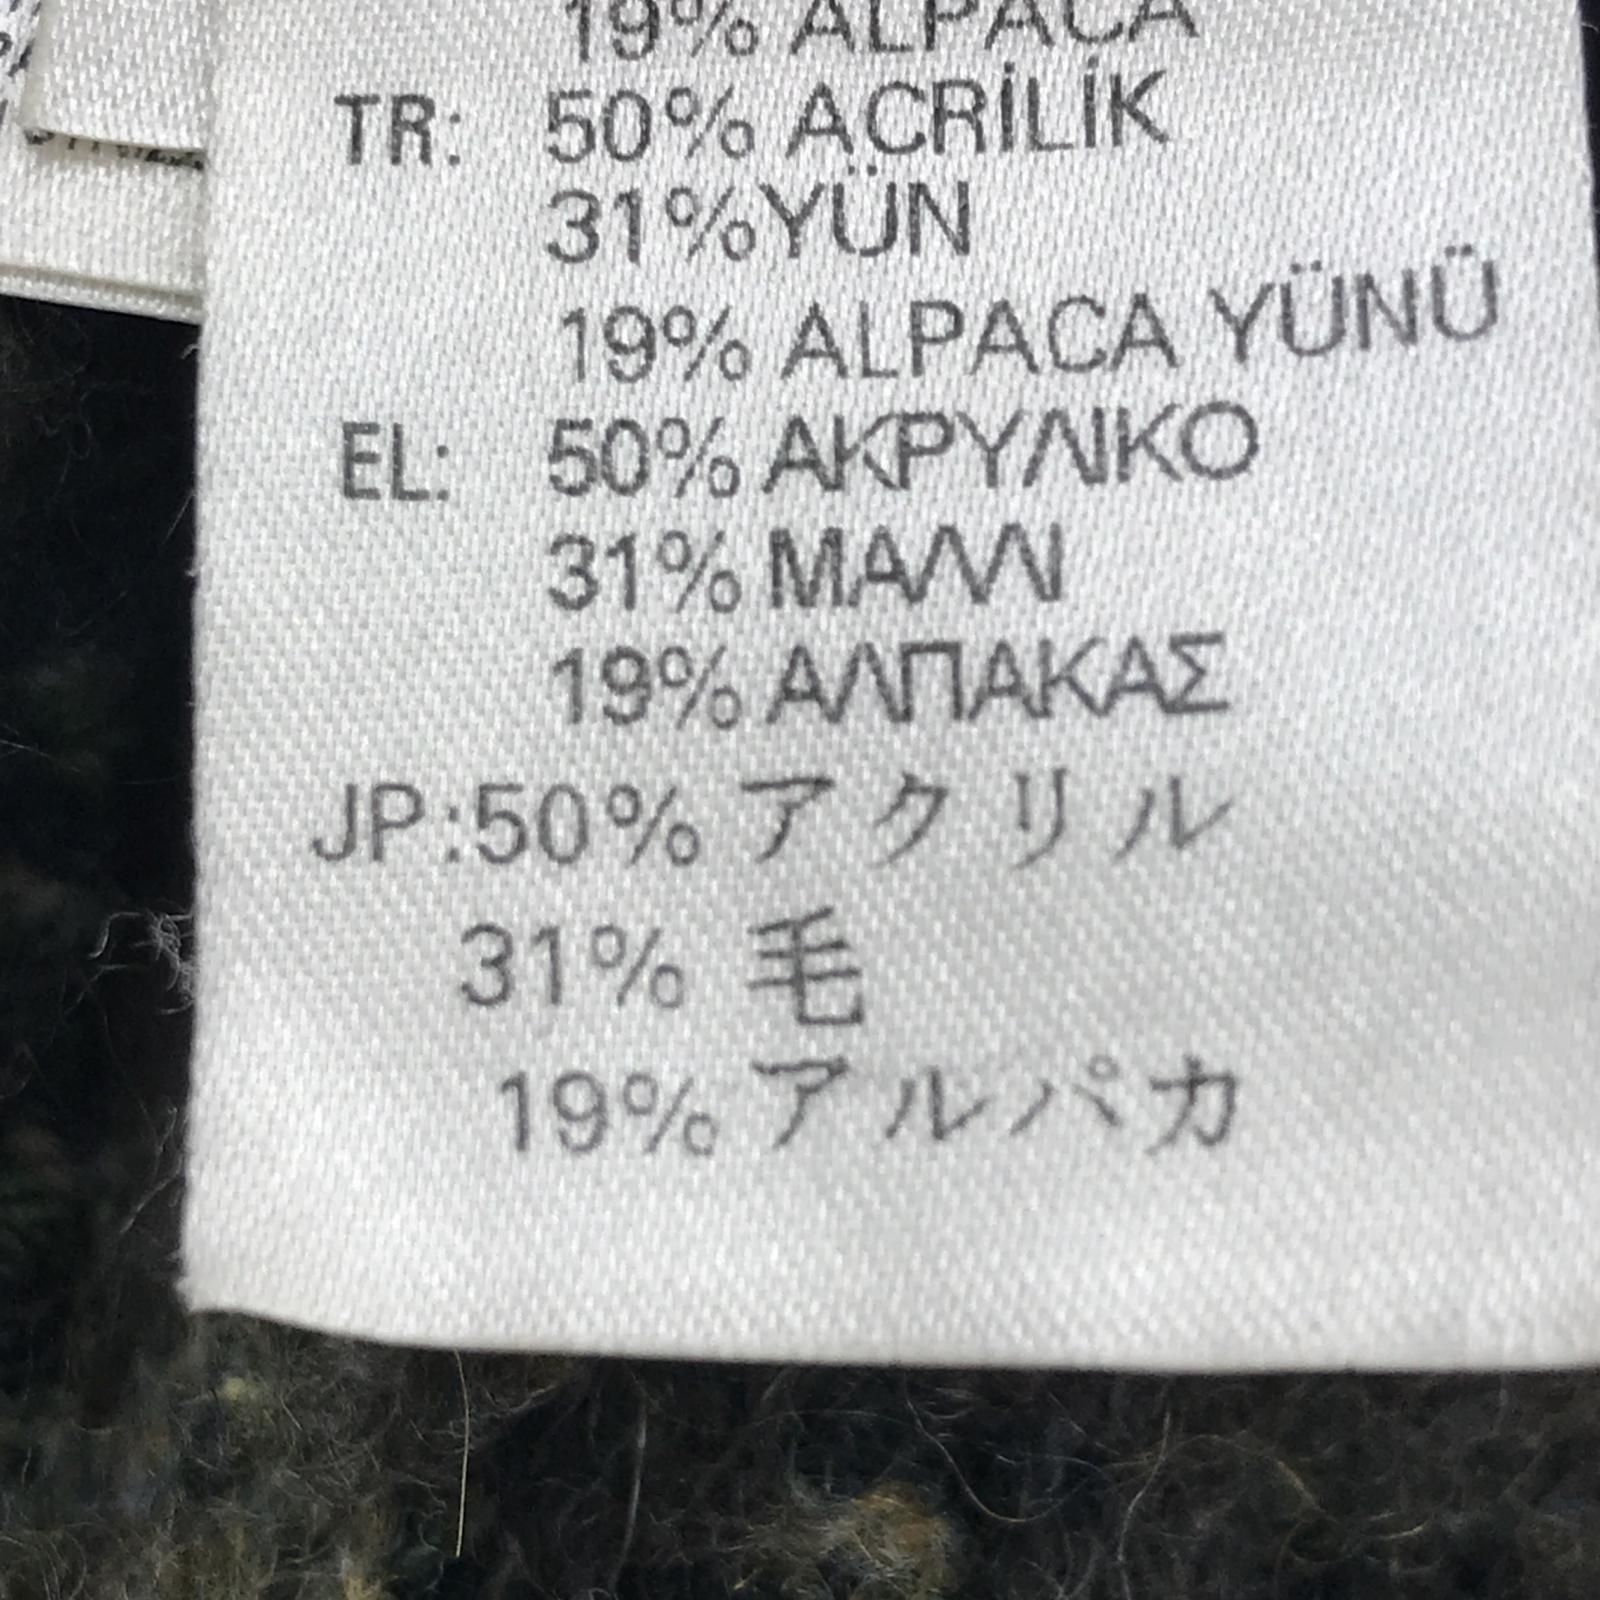 19% ALPACA
TR: 50% ACRİLİK
31% YÜN
19% ALPACA YÜNÜ
EL: 50% ΑΚΡΥΛΙΚΟ
31% ΜΑΛΛΙ
19% ΑΛΠΑΚΑΣ
JP:50% アクリル
31% 毛
19% アルパカ